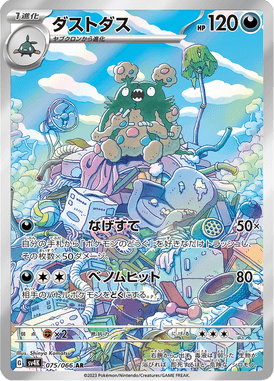 1進化
ダストダス
HP 120
ヤブクロンから進化
なげすて 50×
自分の手札から「ポケモンのどうぐ」を好きなだけトラッシュし、
その枚数×50ダメージ。
ベノムヒット 80
相手のバトルポケモンをどくにする。
×2
illus. Shinya Komatsu
G sv4K 075/066 AR
©2023 Pokémon/Nintendo/Creatures/GAME FREAK.